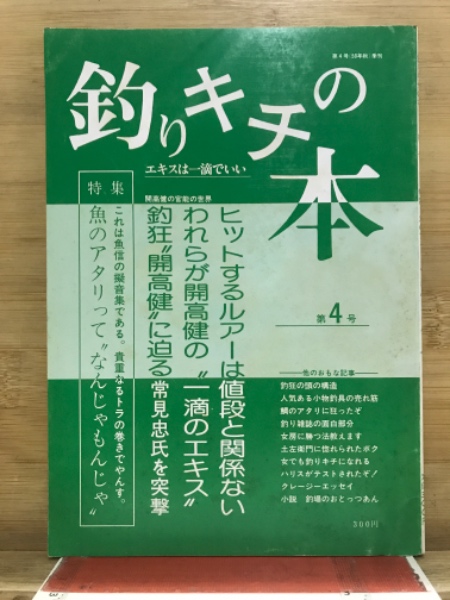 第4号(58年秋)季刊
釣りキチの本
エキスは一滴でいい
第4号
開高健の官能の世界
ヒットするルアーは値段と関係ない
われらが開高健の〝一滴のエキス〟
釣狂〝開高健〟に迫る常見忠氏を突撃
特集
これは魚信の擬音集である。貴重なるトラの巻きでやんす。
魚のアタリって〝なんじゃもんじゃ〟
他のおもな記事
釣狂の頭の構造
人気ある小物釣具の売れ筋
鯛のアタリに狂ったぞ
釣り雑誌の面白部分
女房に勝つ法教えます
土左衛門に惚れられたボク
女でも釣りキチになれる
ハリスがテストされたぞ!
クレージーエッセイ
小説 釣場のおとっつあん
300円